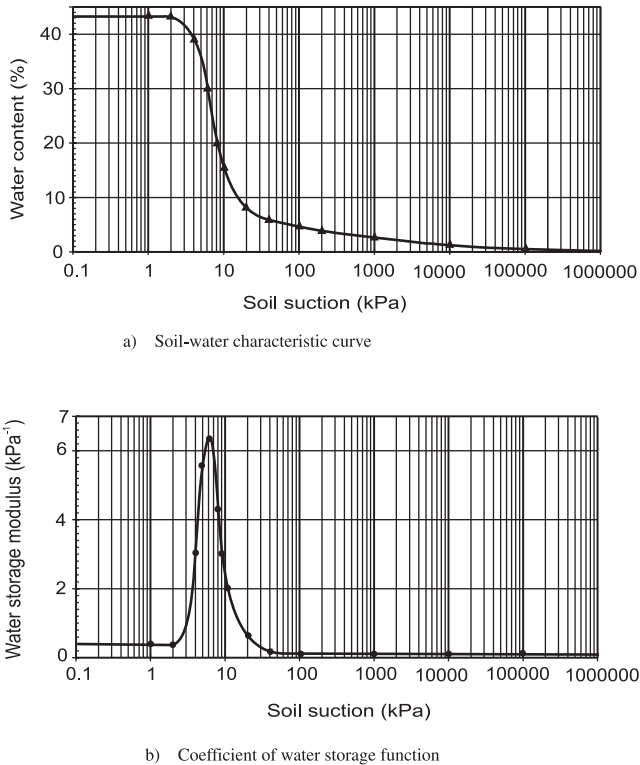 40
30
20
10
0
Water content (%)
0.1 1 10 100 1000 10000 100000 1000000
Soil suction (kPa)
a) Soil-water characteristic curve
7
6
4
2
0
Water storage modulus (kPa⁻¹)
0.1 1 10 100 1000 10000 100000 1000000
Soil suction (kPa)
b) Coefficient of water storage function